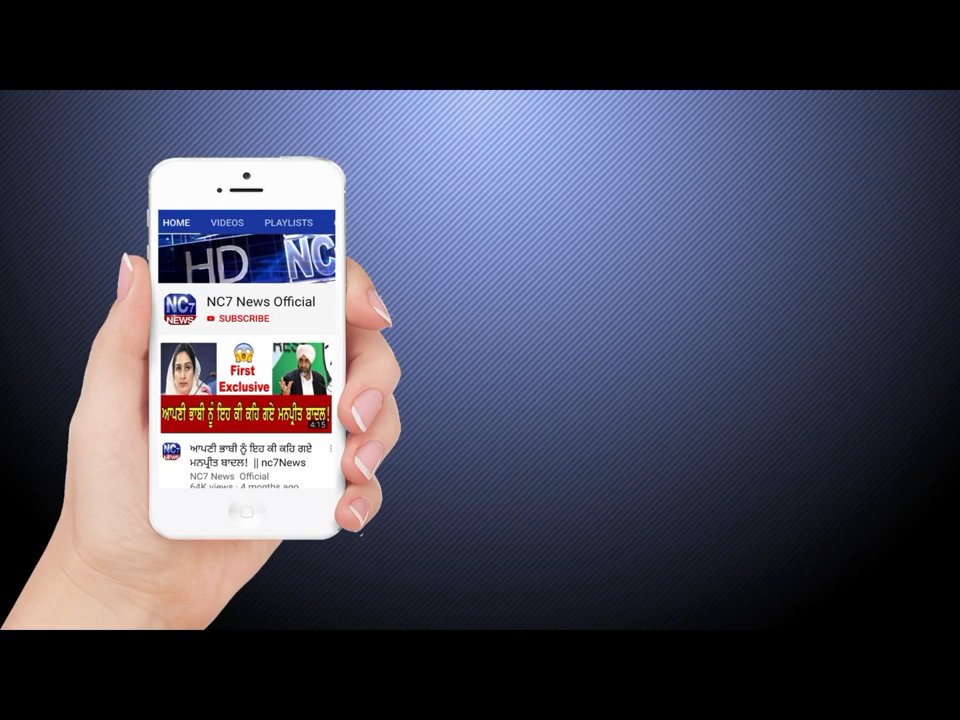 HOME VIDEOS PLAYLISTS
HD NC
NC7 NEWS
NC7 News Official
SUBSCRIBE
First
Exclusive
ਆਪਣੀ ਭਾਬੀ ਨੂੰ ਇਹ ਕੀ ਕਹਿ ਗਏ ਮਨਪ੍ਰੀਤ ਬਾਦਲ!
4:15
ਆਪਣੀ ਭਾਬੀ ਨੂੰ ਇਹ ਕੀ ਕਹਿ ਗਏ
ਮਨਪ੍ਰੀਤ ਬਾਦਲ! || nc7News
NC7 News Official
64K views · 4 months ago